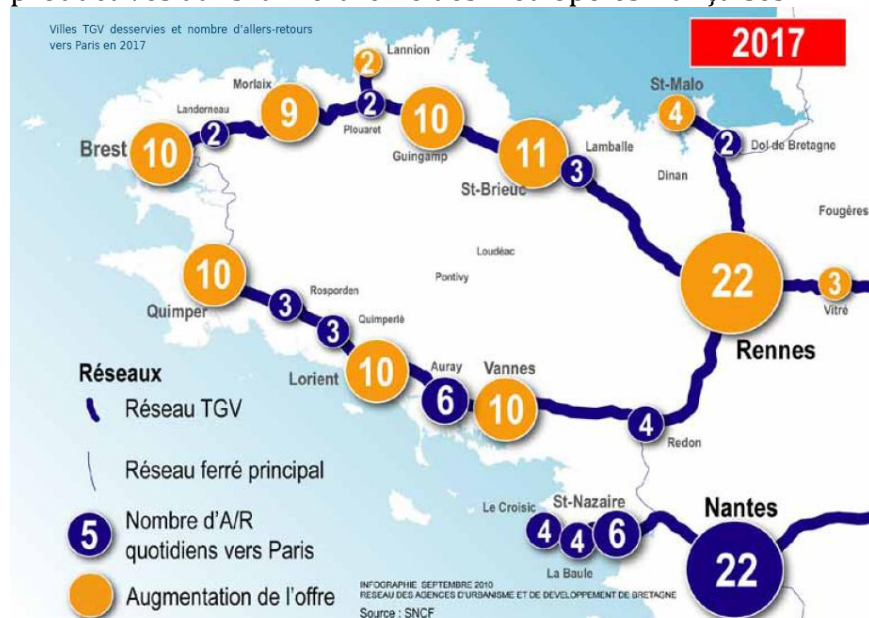 Villes TGV desservies et nombre d'allers-retours
vers Paris en 2017
2017
Lannion
2
Morlaix
9
Landerneau
2
Brest
10
2
Plouaret
10
Guingamp
11
St-Brieuc
Lamballe
3
St-Malo
4
2
Dol de Bretagne
Dinan
Fougères
Loudéac
Pontivy
22
Rennes
3
Vitré
10
Quimper
Rosporden
3
Quimperlé
3
Lorient
10
Auray
6
Vannes
10
4
Redon
Réseaux
Réseau TGV
Réseau ferré principal
5
Nombre d'A/R
quotidiens vers Paris
Augmentation de l'offre
Le Croisic
4
La Baule
4
St-Nazaire
6
Nantes
22
INFOGRAPHIE SEPTEMBRE 2010
RESEAU DES AGENCES D'URBANISME ET DE DEVELOPPEMENT DE BRETAGNE
Source : SNCF